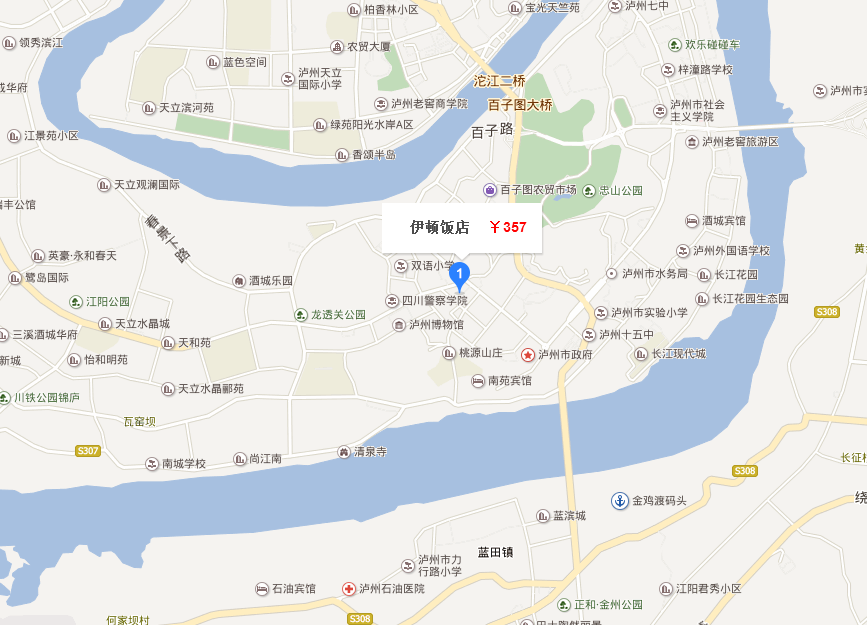 柏香林小区
宝光天竺苑
泸州七中
领秀滨江
农贸大厦
欢乐碰碰车
蓝色空间
泸州天立
国际小学
沱江二桥
梓潼路学校
成华府
天立滨河苑
泸州老窖商学院
百子图大桥
泸州市社会
主义学院
绿苑阳光水岸A区
百子路
江景苑小区
香颂半岛
泸州老窖旅游区
天立观澜国际
百子图农贸市场
忠山公园
瑞丰公馆
春景下路
伊顿饭店 ￥357
酒城宾馆
英豪·永和春天
泸州外国语学校
鹭岛国际
双语小学
1
泸州市水务局
长江花园
酒城乐园
江阳公园
四川警察学院
长江花园生态园
龙透关公园
泸州市实验小学
S308
天立水晶城
泸州博物馆
三溪酒城华府
天和苑
泸州十五中
新城
怡和明苑
桃源山庄
泸州市政府
长江现代城
天立水晶郦苑
南苑宾馆
川铁公园锦庐
瓦窑坝
S307
清泉寺
南城学校
尚江南
S308
金鸡渡码头
蓝滨城
蓝田镇
泸州市力
行路小学
石油宾馆
泸州石油医院
江阳君秀小区
正和·金州公园
何家坝村
S308